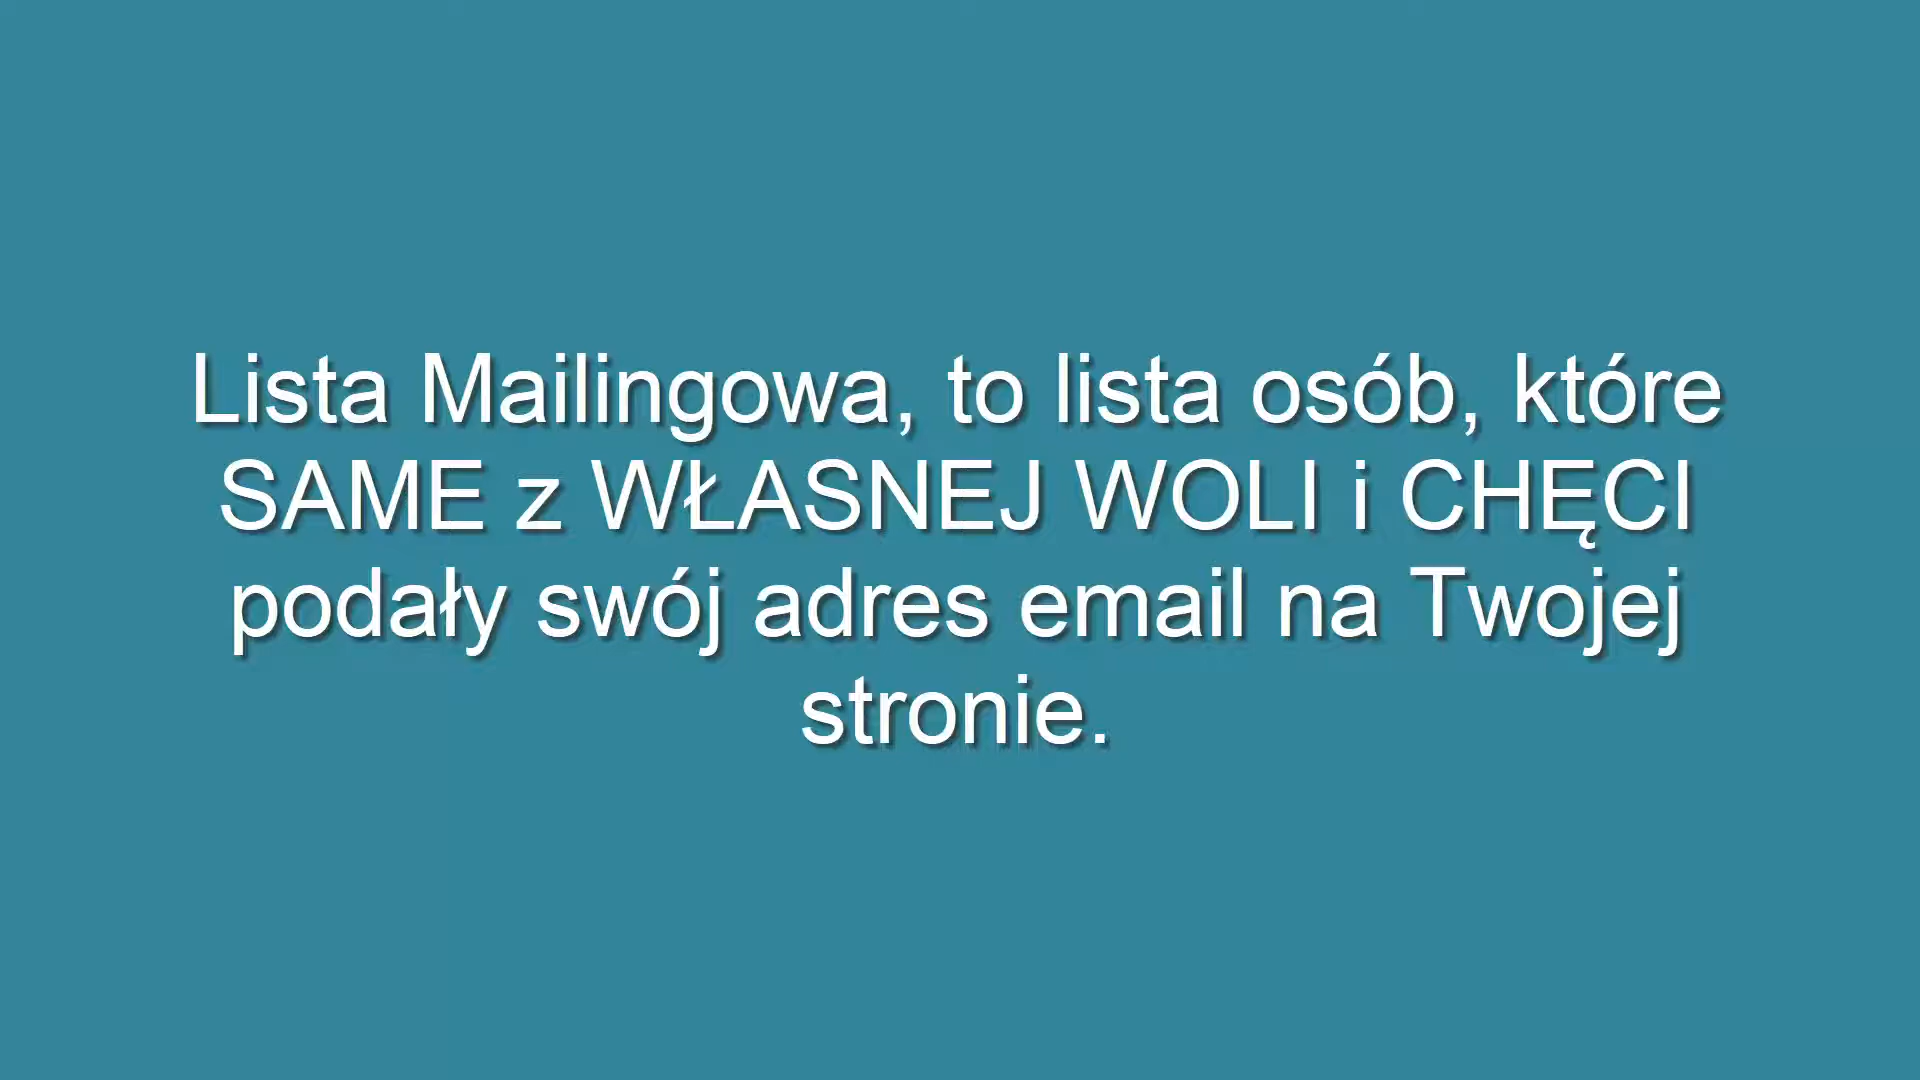 Lista Mailingowa, to lista osób, które
SAME z WŁASNEJ WOLI i CHĘCI
podały swój adres email na Twojej
stronie.